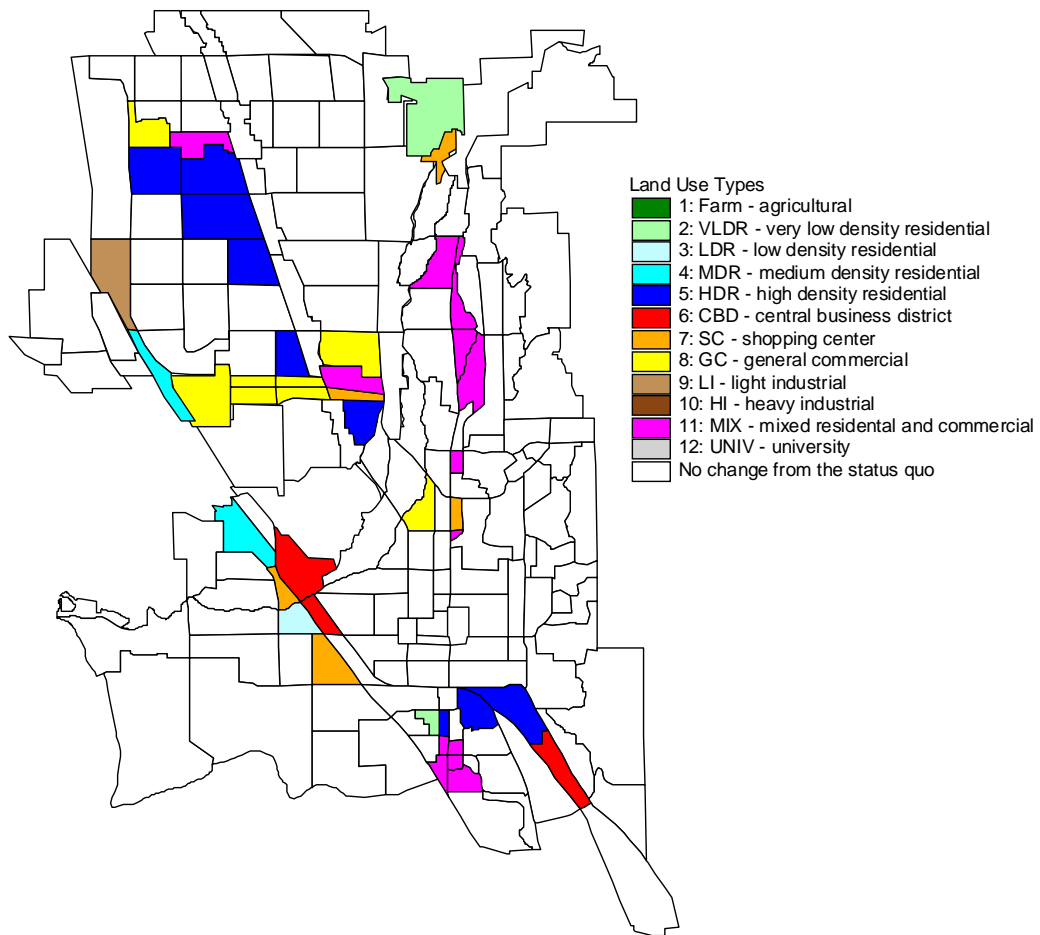 Land Use Types
1: Farm - agricultural
2: VLDR - very low density residential
3: LDR - low density residential
4: MDR - medium density residential
5: HDR - high density residential
6: CBD - central business district
7: SC - shopping center
8: GC - general commercial
9: LI - light industrial
10: HI - heavy industrial
11: MIX - mixed residental and commercial
12: UNIV - university
No change from the status quo